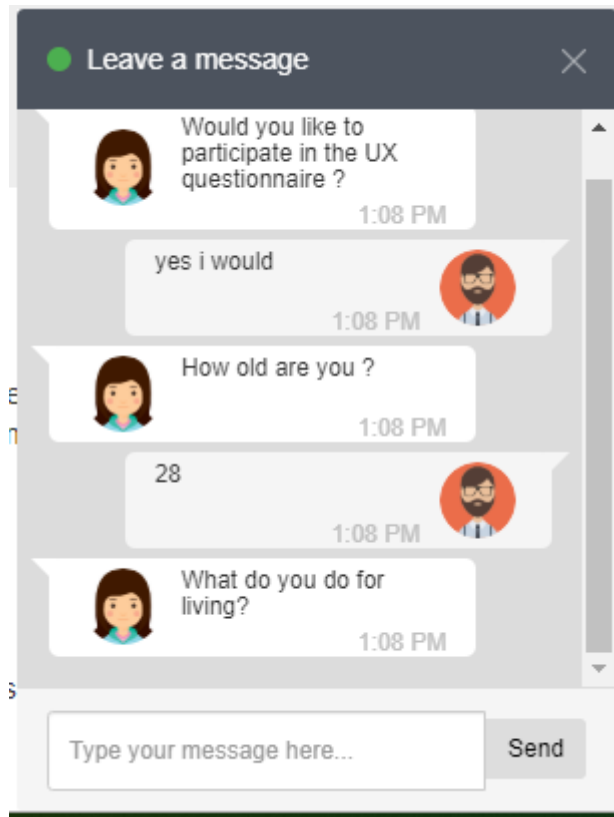 Leave a message
Would you like to
participate in the UX
questionnaire ?
1:08 PM
yes i would
1:08 PM
How old are you ?
1:08 PM
28
1:08 PM
What do you do for
living?
1:08 PM
Type your message here...
Send